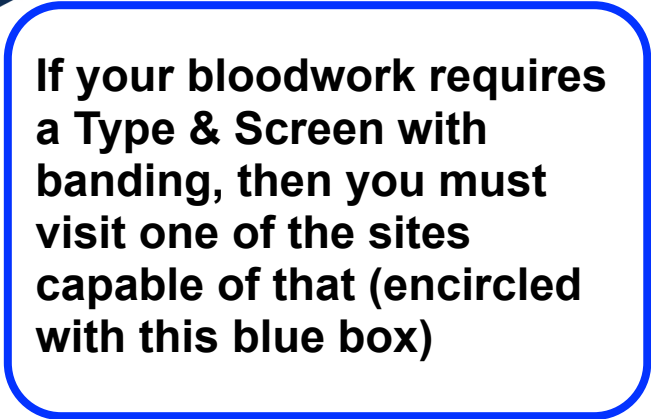 If your bloodwork requires
a Type & Screen with
banding, then you must
visit one of the sites
capable of that (encircled
with this blue box)